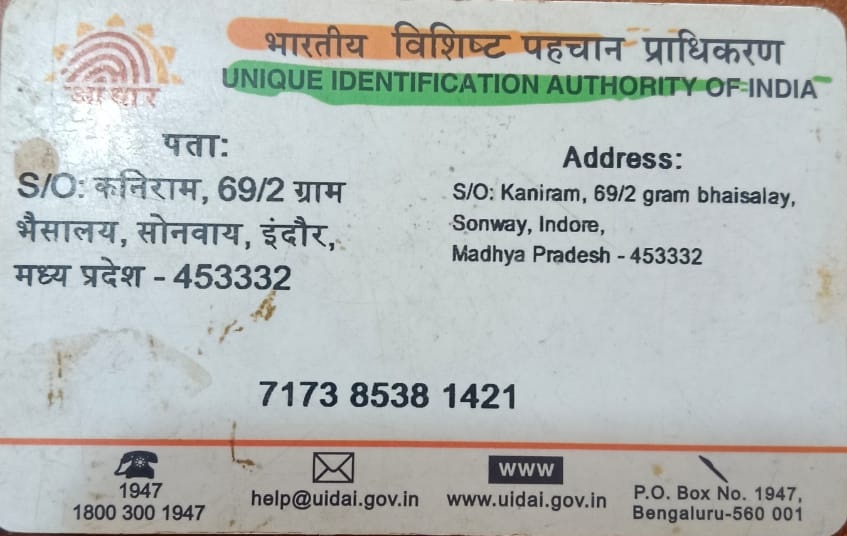 भारतीय विशिष्ट पहचान प्राधिकरण
UNIQUE IDENTIFICATION AUTHORITY OF INDIA
आधार
पता:
S/O: कनिराम, 69/2 ग्राम
भैसालय, सोनवाय, इंदौर,
मध्य प्रदेश - 453332
Address:
S/O: Kaniram, 69/2 gram bhaisalay,
Sonway, Indore,
Madhya Pradesh - 453332
7173 8538 1421
1947
1800 300 1947
help@uidai.gov.in
WWW
www.uidai.gov.in
P.O. Box No. 1947,
Bengaluru-560 001